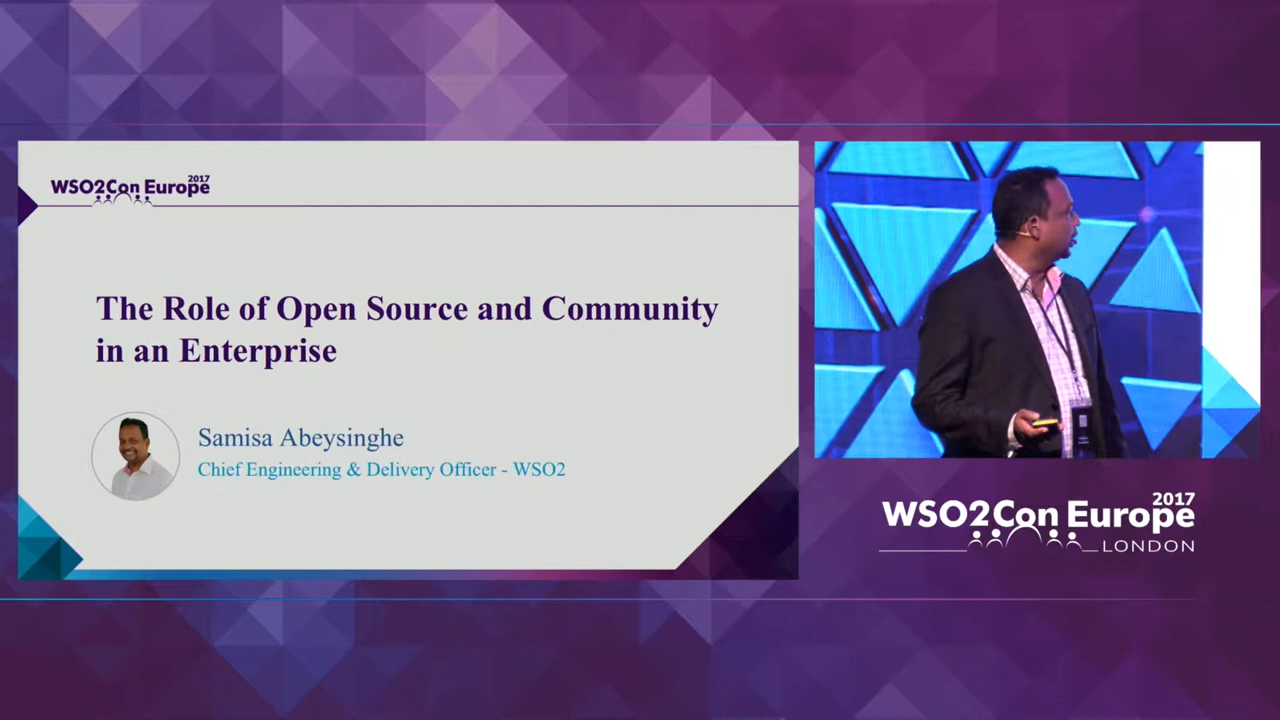 WSO2Con Europe 2017
The Role of Open Source and Community
in an Enterprise
Samisa Abeysinghe
Chief Engineering & Delivery Officer - WSO2
WSO2Con Europe 2017
LONDON